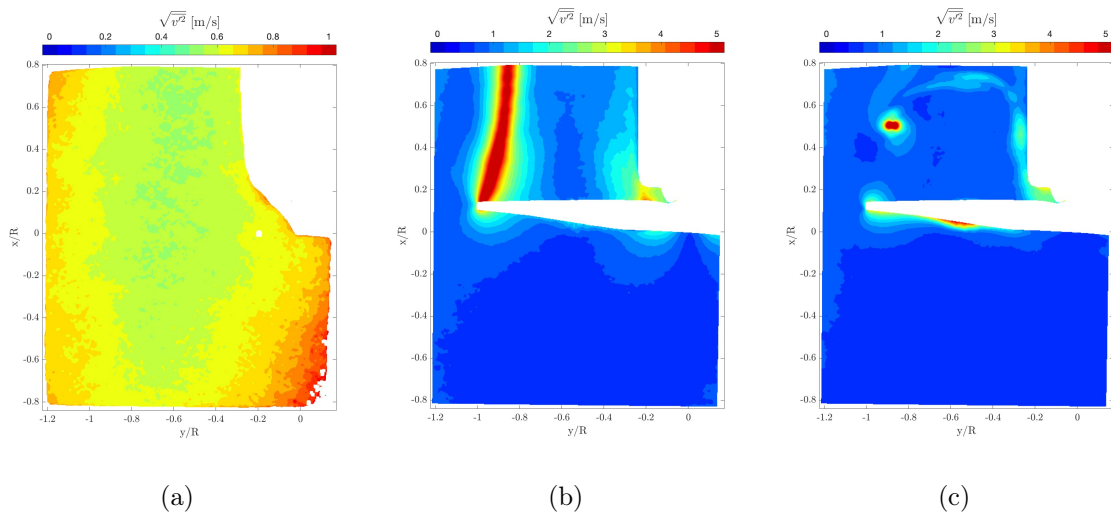 √v'² [m/s] √v'² [m/s] √v'² [m/s]
0 0.2 0.4 0.6 0.8 1 0 1 2 3 4 5 0 1 2 3 4 5
0.8 0.8 0.8
0.6 0.6 0.6
0.4 0.4 0.4
0.2 0.2 0.2
x/R x/R x/R
0 0 0
-0.2 -0.2 -0.2
-0.4 -0.4 -0.4
-0.6 -0.6 -0.6
-0.8 -0.8 -0.8
-1.2 -1 -0.8 -0.6 -0.4 -0.2 0 -1.2 -1 -0.8 -0.6 -0.4 -0.2 0 -1.2 -1 -0.8 -0.6 -0.4 -0.2 0
y/R y/R y/R
(a) (b) (c)